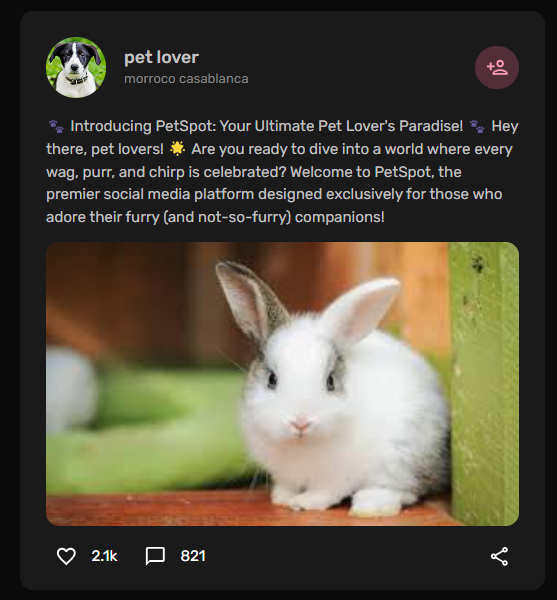 pet lover
morroco casablanca
🐾 Introducing PetSpot: Your Ultimate Pet Lover's Paradise! 🐾 Hey
there, pet lovers! 🌟 Are you ready to dive into a world where every
wag, purr, and chirp is celebrated? Welcome to PetSpot, the
premier social media platform designed exclusively for those who
adore their furry (and not-so-furry) companions!
2.1k 821